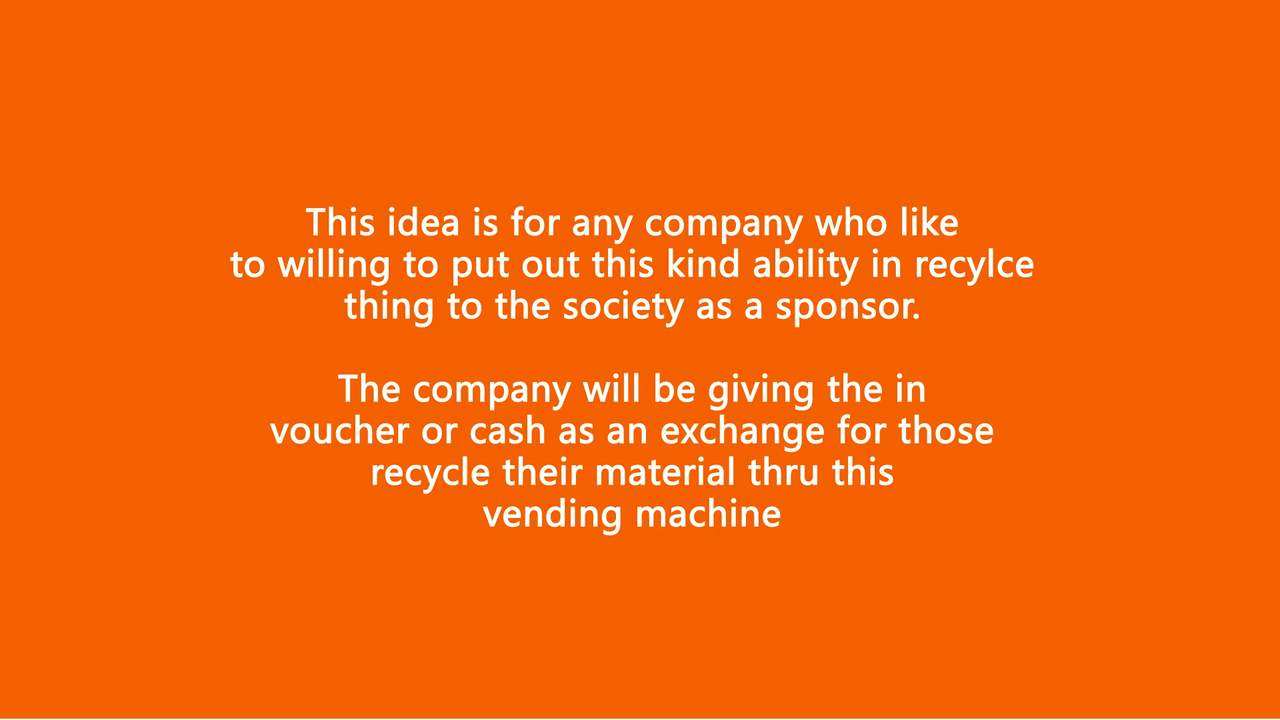 This idea is for any company who like
to willing to put out this kind ability in recylce
thing to the society as a sponsor.
The company will be giving the in
voucher or cash as an exchange for those
recycle their material thru this
vending machine